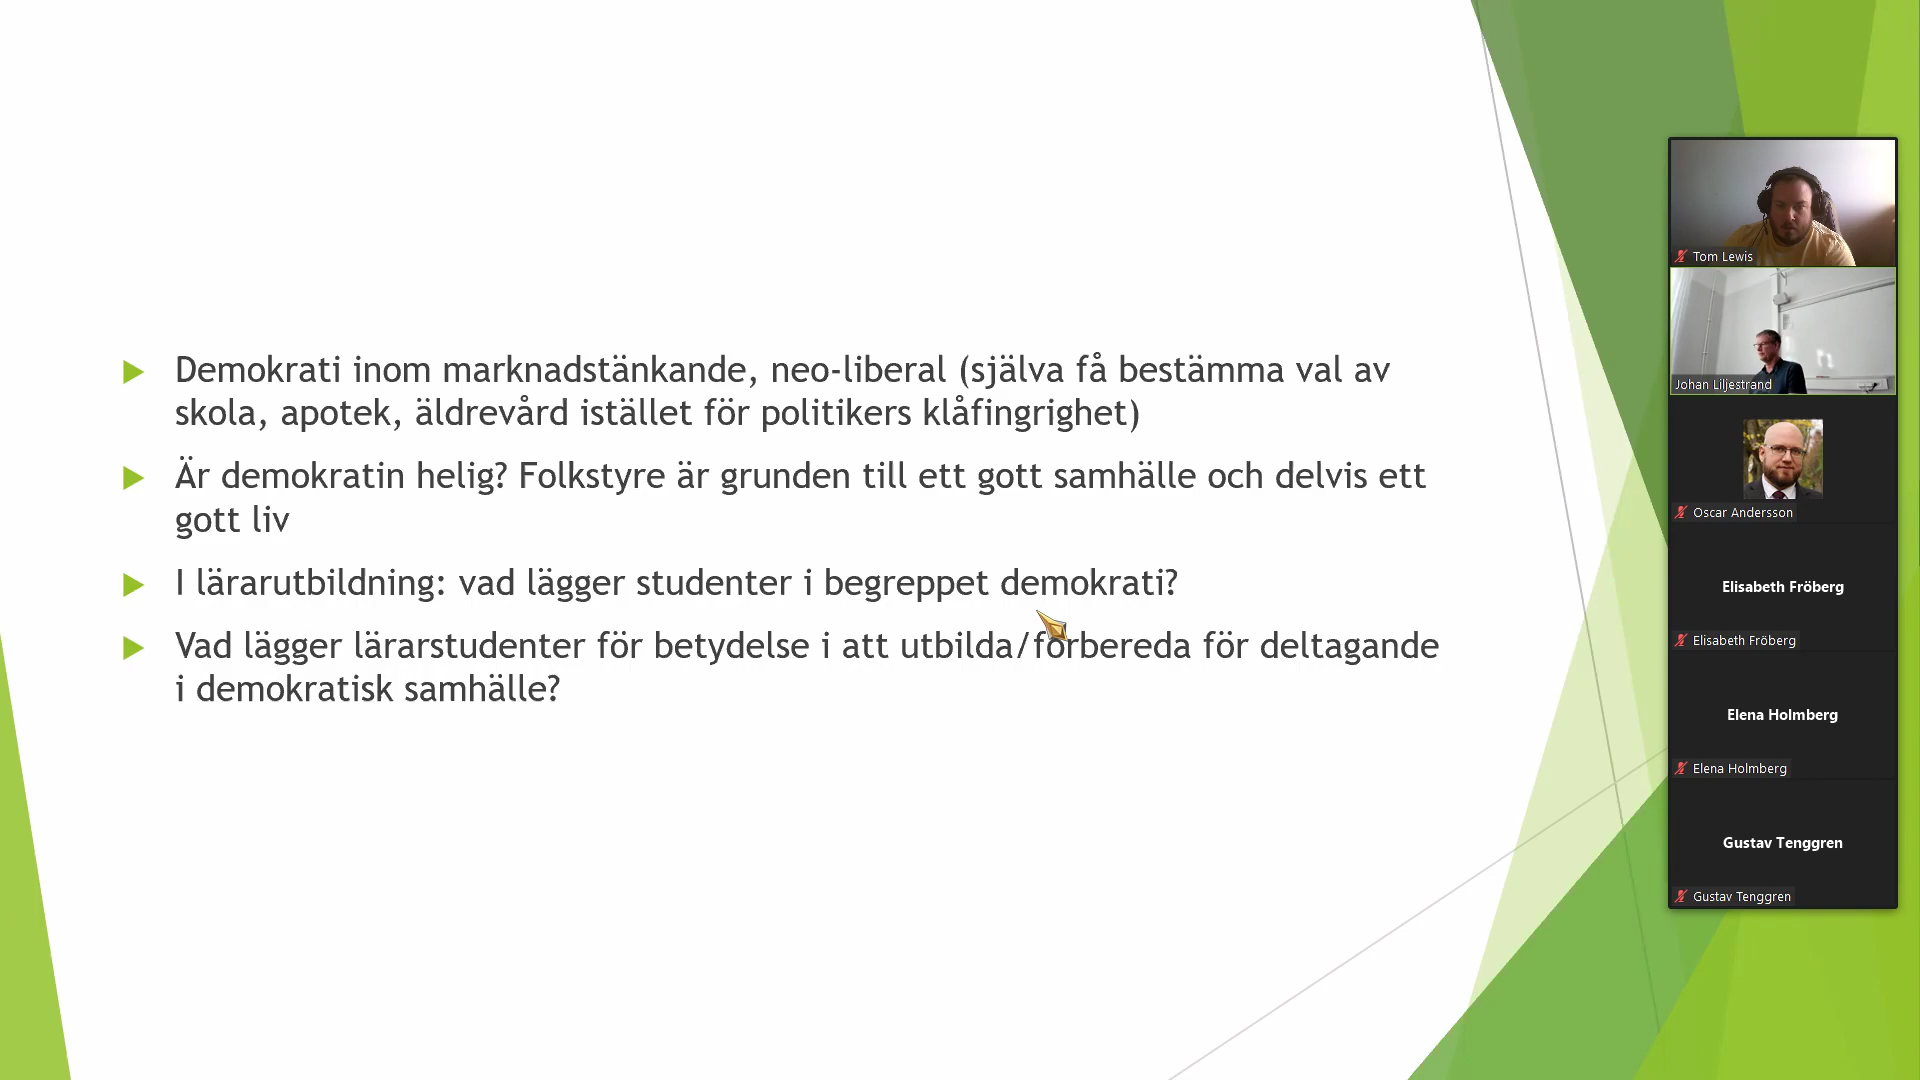 Demokrati inom marknadstänkande, neo-liberal (själva få bestämma val av
skola, apotek, äldrevård istället för politikers klåfingrighet)
Är demokratin helig? Folkstyre är grunden till ett gott samhälle och delvis ett
gott liv
I lärarutbildning: vad lägger studenter i begreppet demokrati?
Vad lägger lärarstudenter för betydelse i att utbilda/förbereda för deltagande
i demokratisk samhälle?
Tom Lewis
Johan Liljestrand
Oscar Andersson
Elisabeth Fröberg
Elisabeth Fröberg
Elena Holmberg
Elena Holmberg
Gustav Tenggren
Gustav Tenggren